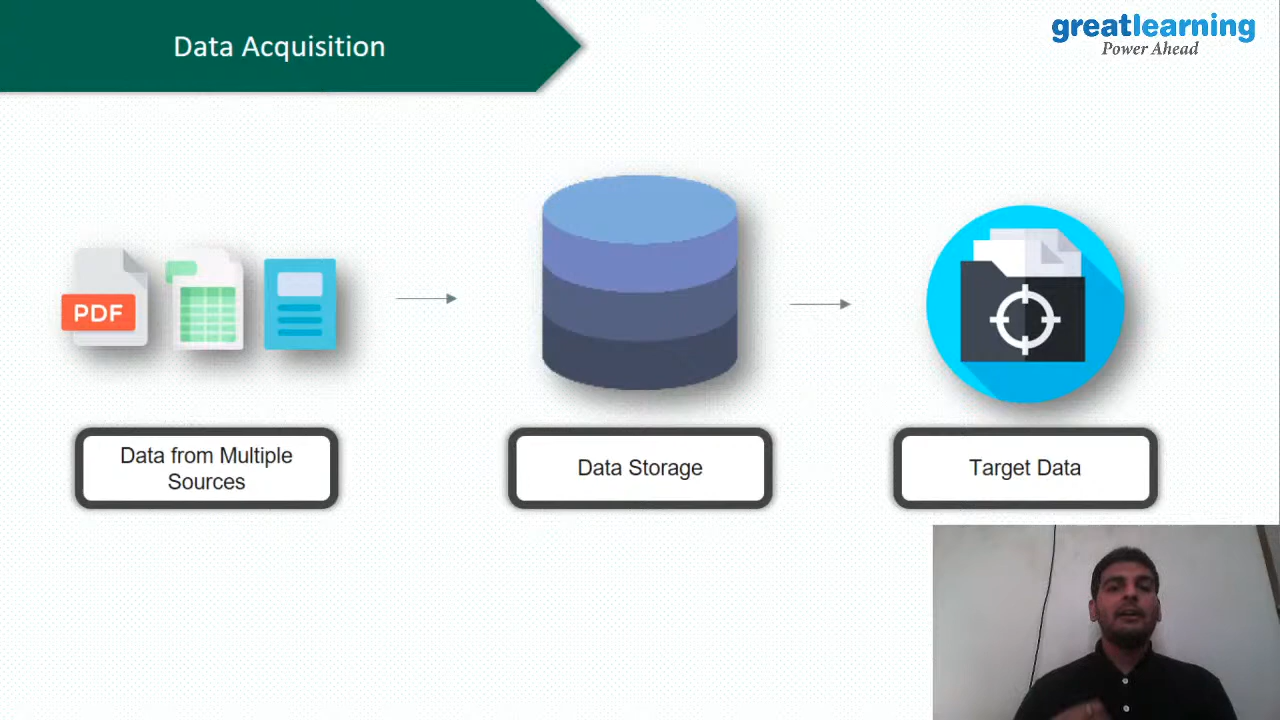 Data Acquisition
greatlearning
Power Ahead
PDF
Data from Multiple
Sources
Data Storage
Target Data